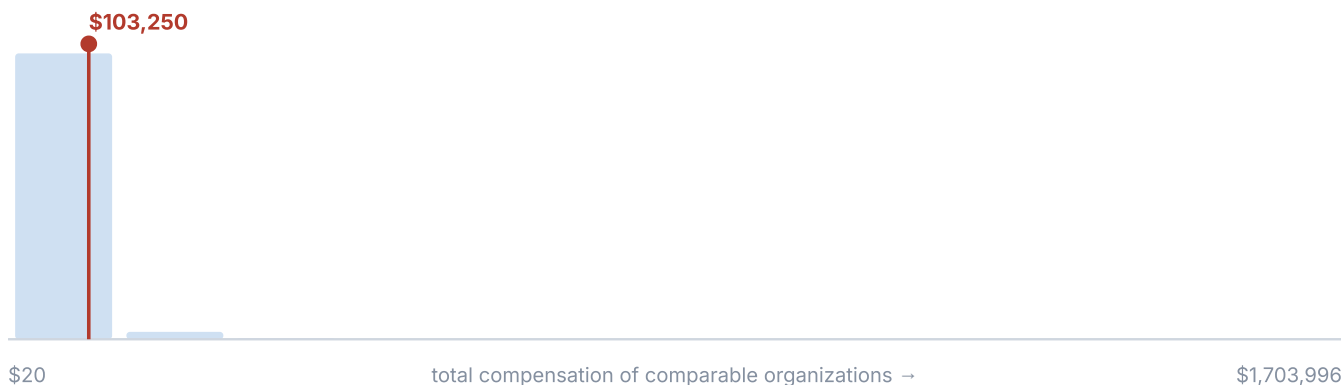 $103,250
$20 total compensation of comparable organizations → $1,703,996